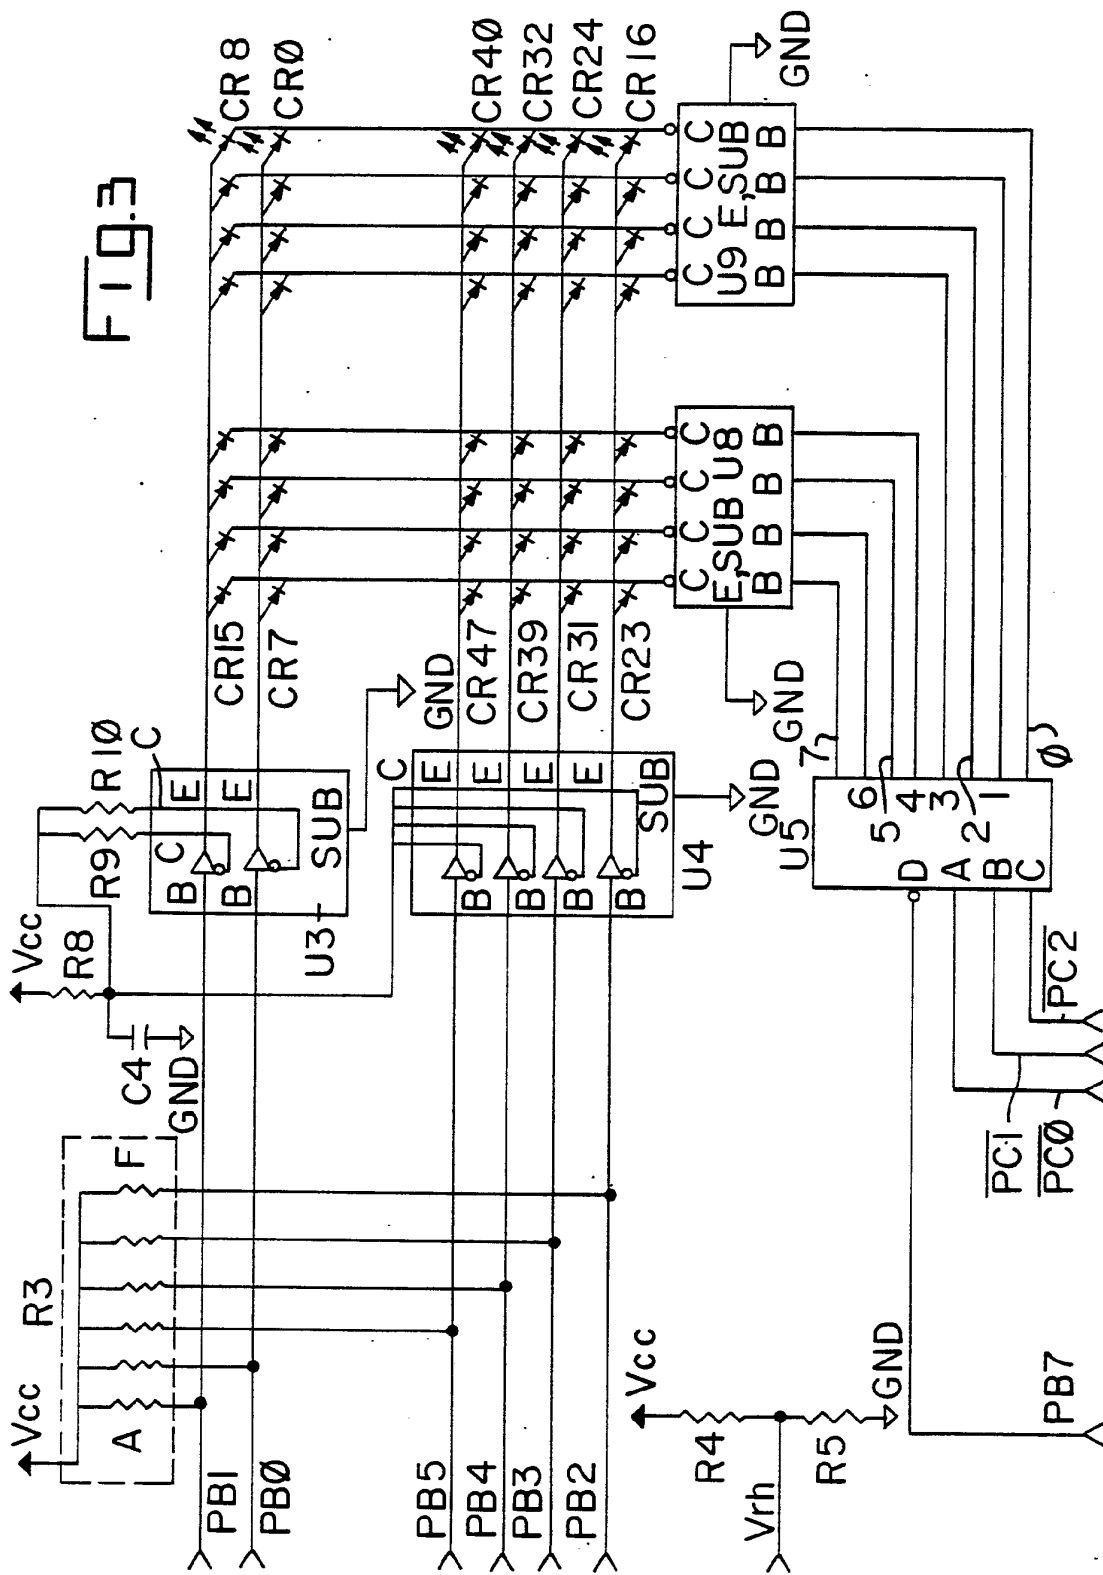 Fig.3
Vcc
R3
A
F
Vcc
R8
C4
GND
R9
R10
C
C
B
E
B
E
SUB
U3
GND
CR15
CR8
CR7
CR0
PB1
PB0
PB5
PB4
PB3
PB2
C
B
E
B
E
B
E
B
E
SUB
U4
GND
CR47
CR40
CR39
CR32
CR31
CR24
CR23
CR16
C
C
C
C
E,SUB
U8
B
B
B
B
GND
C
C
C
C
U9
E,SUB
B
B
B
B
GND
Vcc
R4
Vrh
R5
GND
U5
D
A
B
C
7
6
5
4
3
2
1
0
PB7
PC0
PC1
PC2